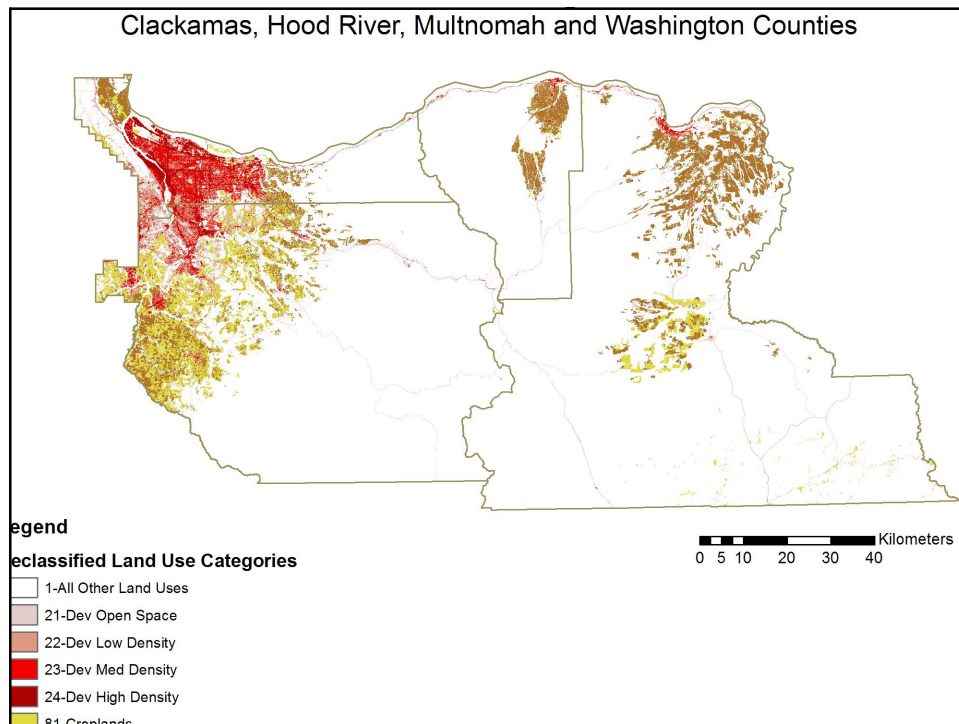 Clackamas, Hood River, Multnomah and Washington Counties
egend
eclassified Land Use Categories
1-All Other Land Uses
21-Dev Open Space
22-Dev Low Density
23-Dev Med Density
24-Dev High Density
81-Croplands
Kilometers
0 5 10 20 30 40